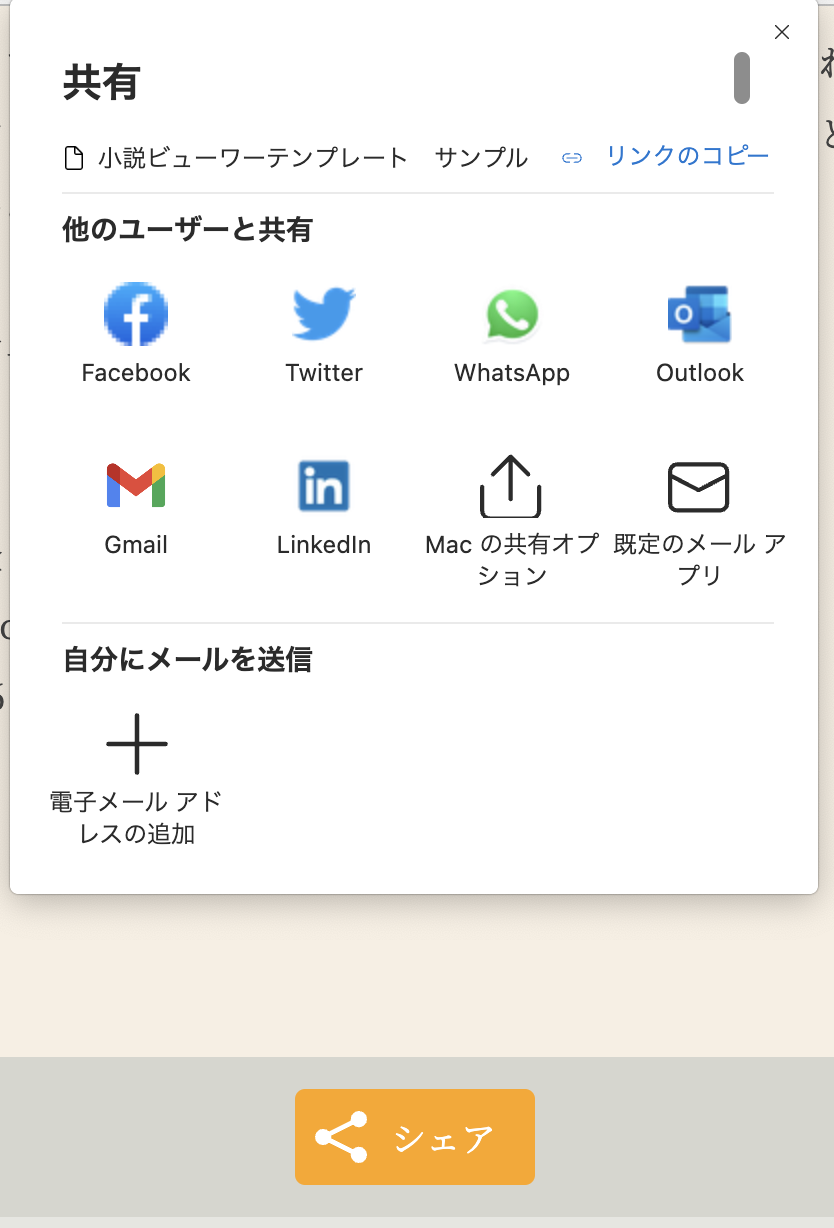 共有
小説ビューワーテンプレート サンプル リンクのコピー
他のユーザーと共有
Facebook Twitter WhatsApp Outlook
Gmail LinkedIn Mac の共有オプション 既定のメール アプリ
自分にメールを送信
電子メール アド
レスの追加
シェア